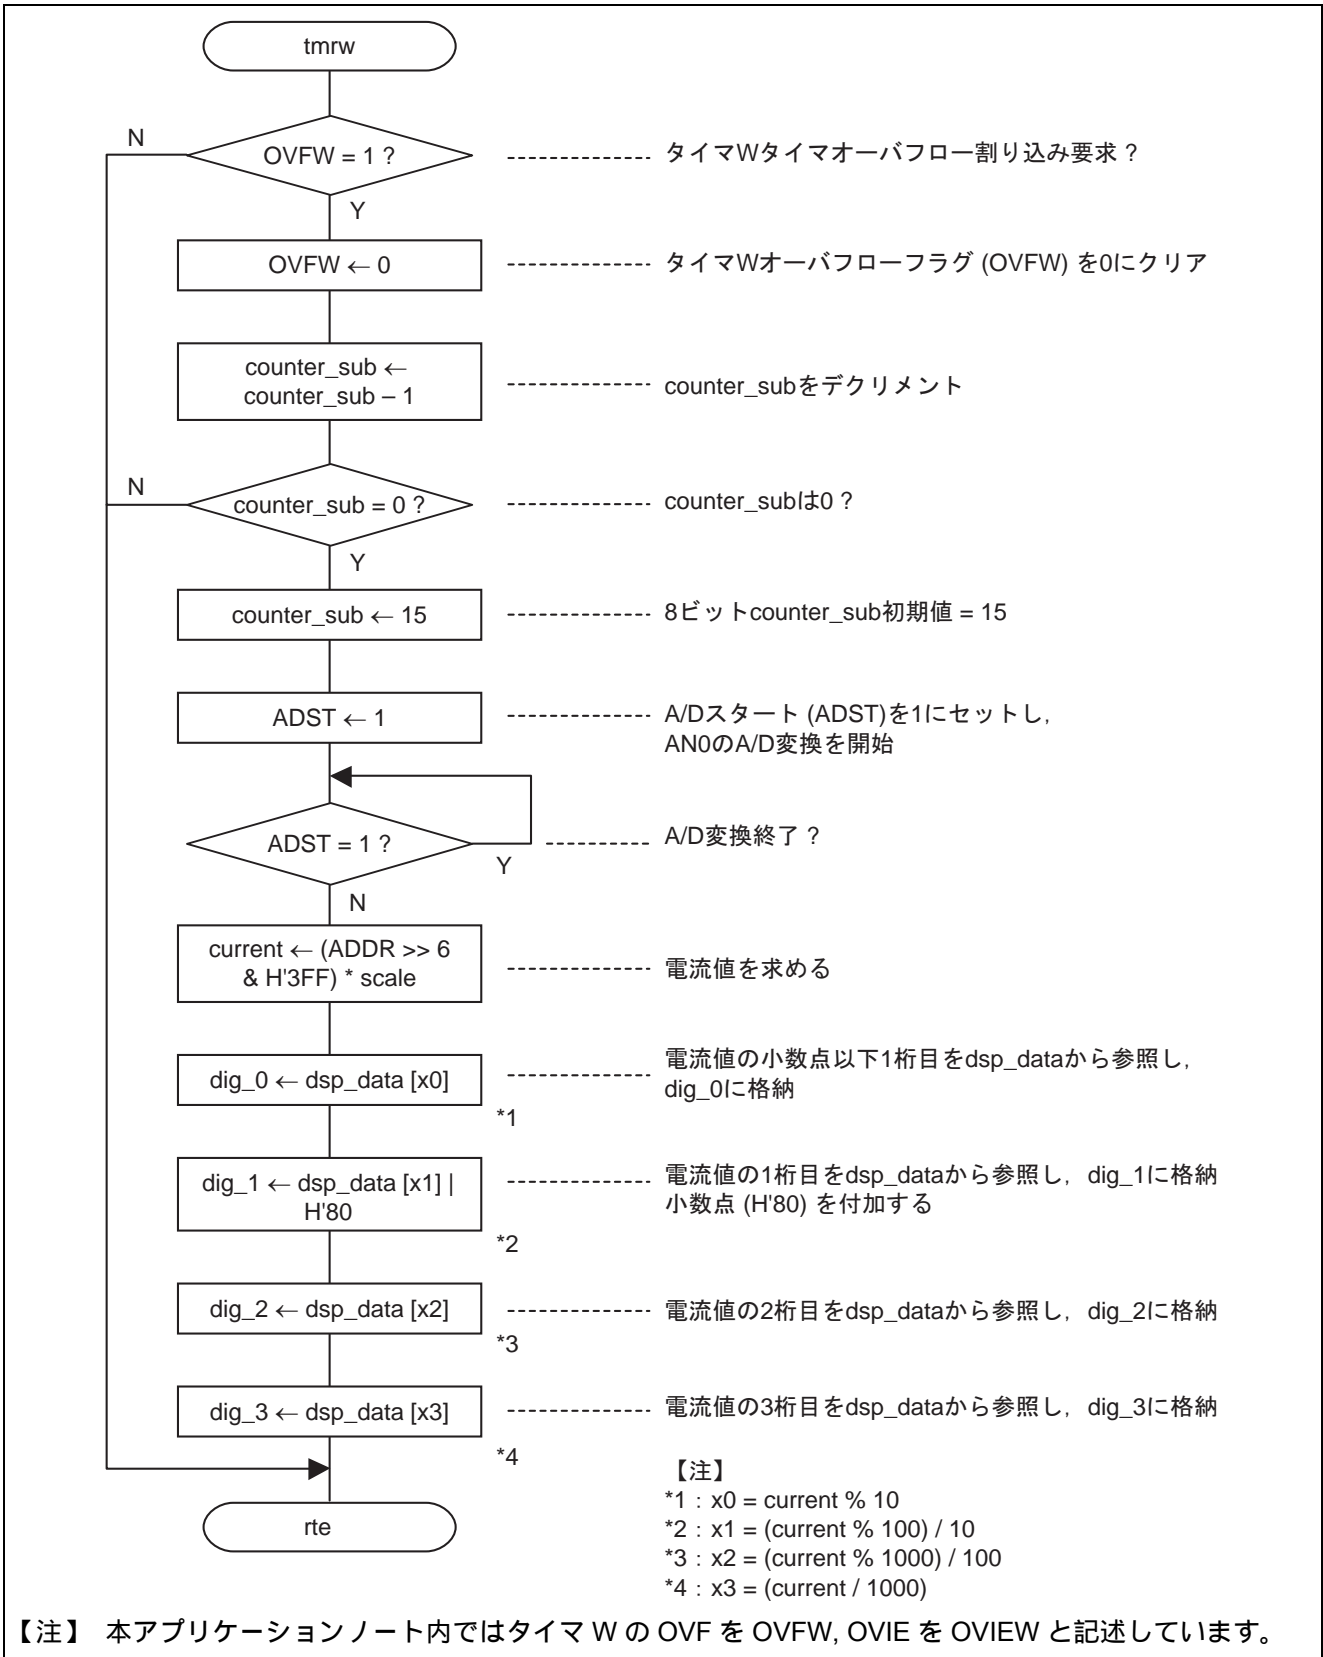 tmrw
N
OVFW = 1 ?
タイマWタイマオーバフロー割り込み要求 ?
Y
OVFW ← 0
タイマWオーバフローフラグ (OVFW) を0にクリア
counter_sub ←
counter_sub – 1
counter_subをデクリメント
N
counter_sub = 0 ?
counter_subは0 ?
Y
counter_sub ← 15
8ビットcounter_sub初期値 = 15
ADST ← 1
A/Dスタート (ADST)を1にセットし,
AN0のA/D変換を開始
ADST = 1 ?
A/D変換終了 ?
Y
N
current ← (ADDR >> 6
& H'3FF) * scale
電流値を求める
dig_0 ← dsp_data [x0]
*1
電流値の小数点以下1桁目をdsp_dataから参照し,
dig_0に格納
dig_1 ← dsp_data [x1] |
H'80
*2
電流値の1桁目をdsp_dataから参照し, dig_1に格納
小数点 (H'80) を付加する
dig_2 ← dsp_data [x2]
*3
電流値の2桁目をdsp_dataから参照し, dig_2に格納
dig_3 ← dsp_data [x3]
*4
電流値の3桁目をdsp_dataから参照し, dig_3に格納
rte
【注】
*1 : x0 = current % 10
*2 : x1 = (current % 100) / 10
*3 : x2 = (current % 1000) / 100
*4 : x3 = (current / 1000)
【注】 本アプリケーションノート内ではタイマ W の OVF を OVFW, OVIE を OVIEW と記述しています。